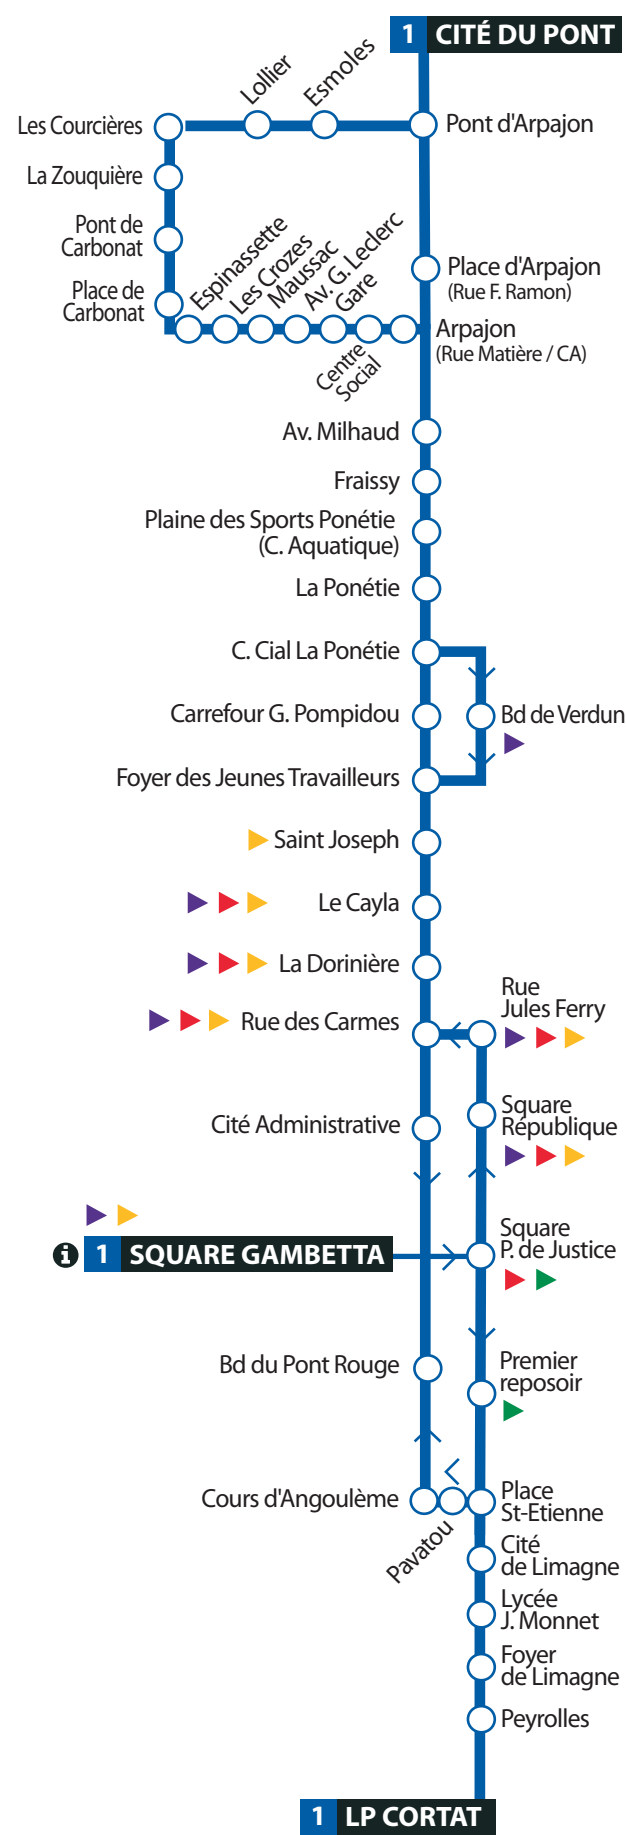 1 CITÉ DU PONT
Lollier
Esmoles
Les Courcières
Pont d'Arpajon
La Zouquière
Pont de
Carbonat
Place de
Carbonat
Espinassette
Les Crozes
Maussac
Av. G. Leclerc
Gare
Centre
Social
Place d'Arpajon
(Rue F. Ramon)
Arpajon
(Rue Matière / CA)
Av. Milhaud
Fraissy
Plaine des Sports Ponétie
(C. Aquatique)
La Ponétie
C. Cial La Ponétie
Carrefour G. Pompidou
Bd de Verdun
Foyer des Jeunes Travailleurs
Saint Joseph
Le Cayla
La Dorinière
Rue des Carmes
Rue
Jules Ferry
Cité Administrative
Square
République
i 1 SQUARE GAMBETTA
Square
P. de Justice
Bd du Pont Rouge
Premier
reposoir
Cours d'Angoulème
Pavatou
Place
St-Etienne
Cité
de Limagne
Lycée
J. Monnet
Foyer
de Limagne
Peyrolles
1 LP CORTAT